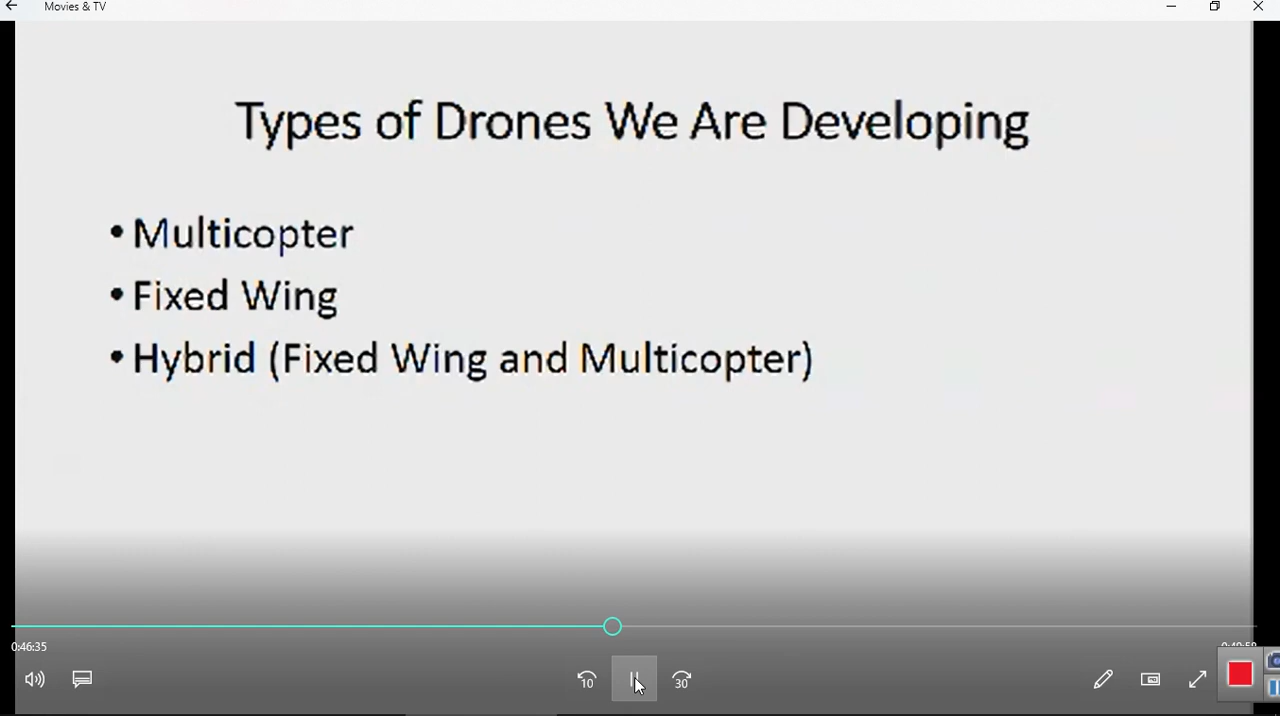 Movies & TV
Types of Drones We Are Developing
• Multicopter
• Fixed Wing
• Hybrid (Fixed Wing and Multicopter)
0:46:35
10
30